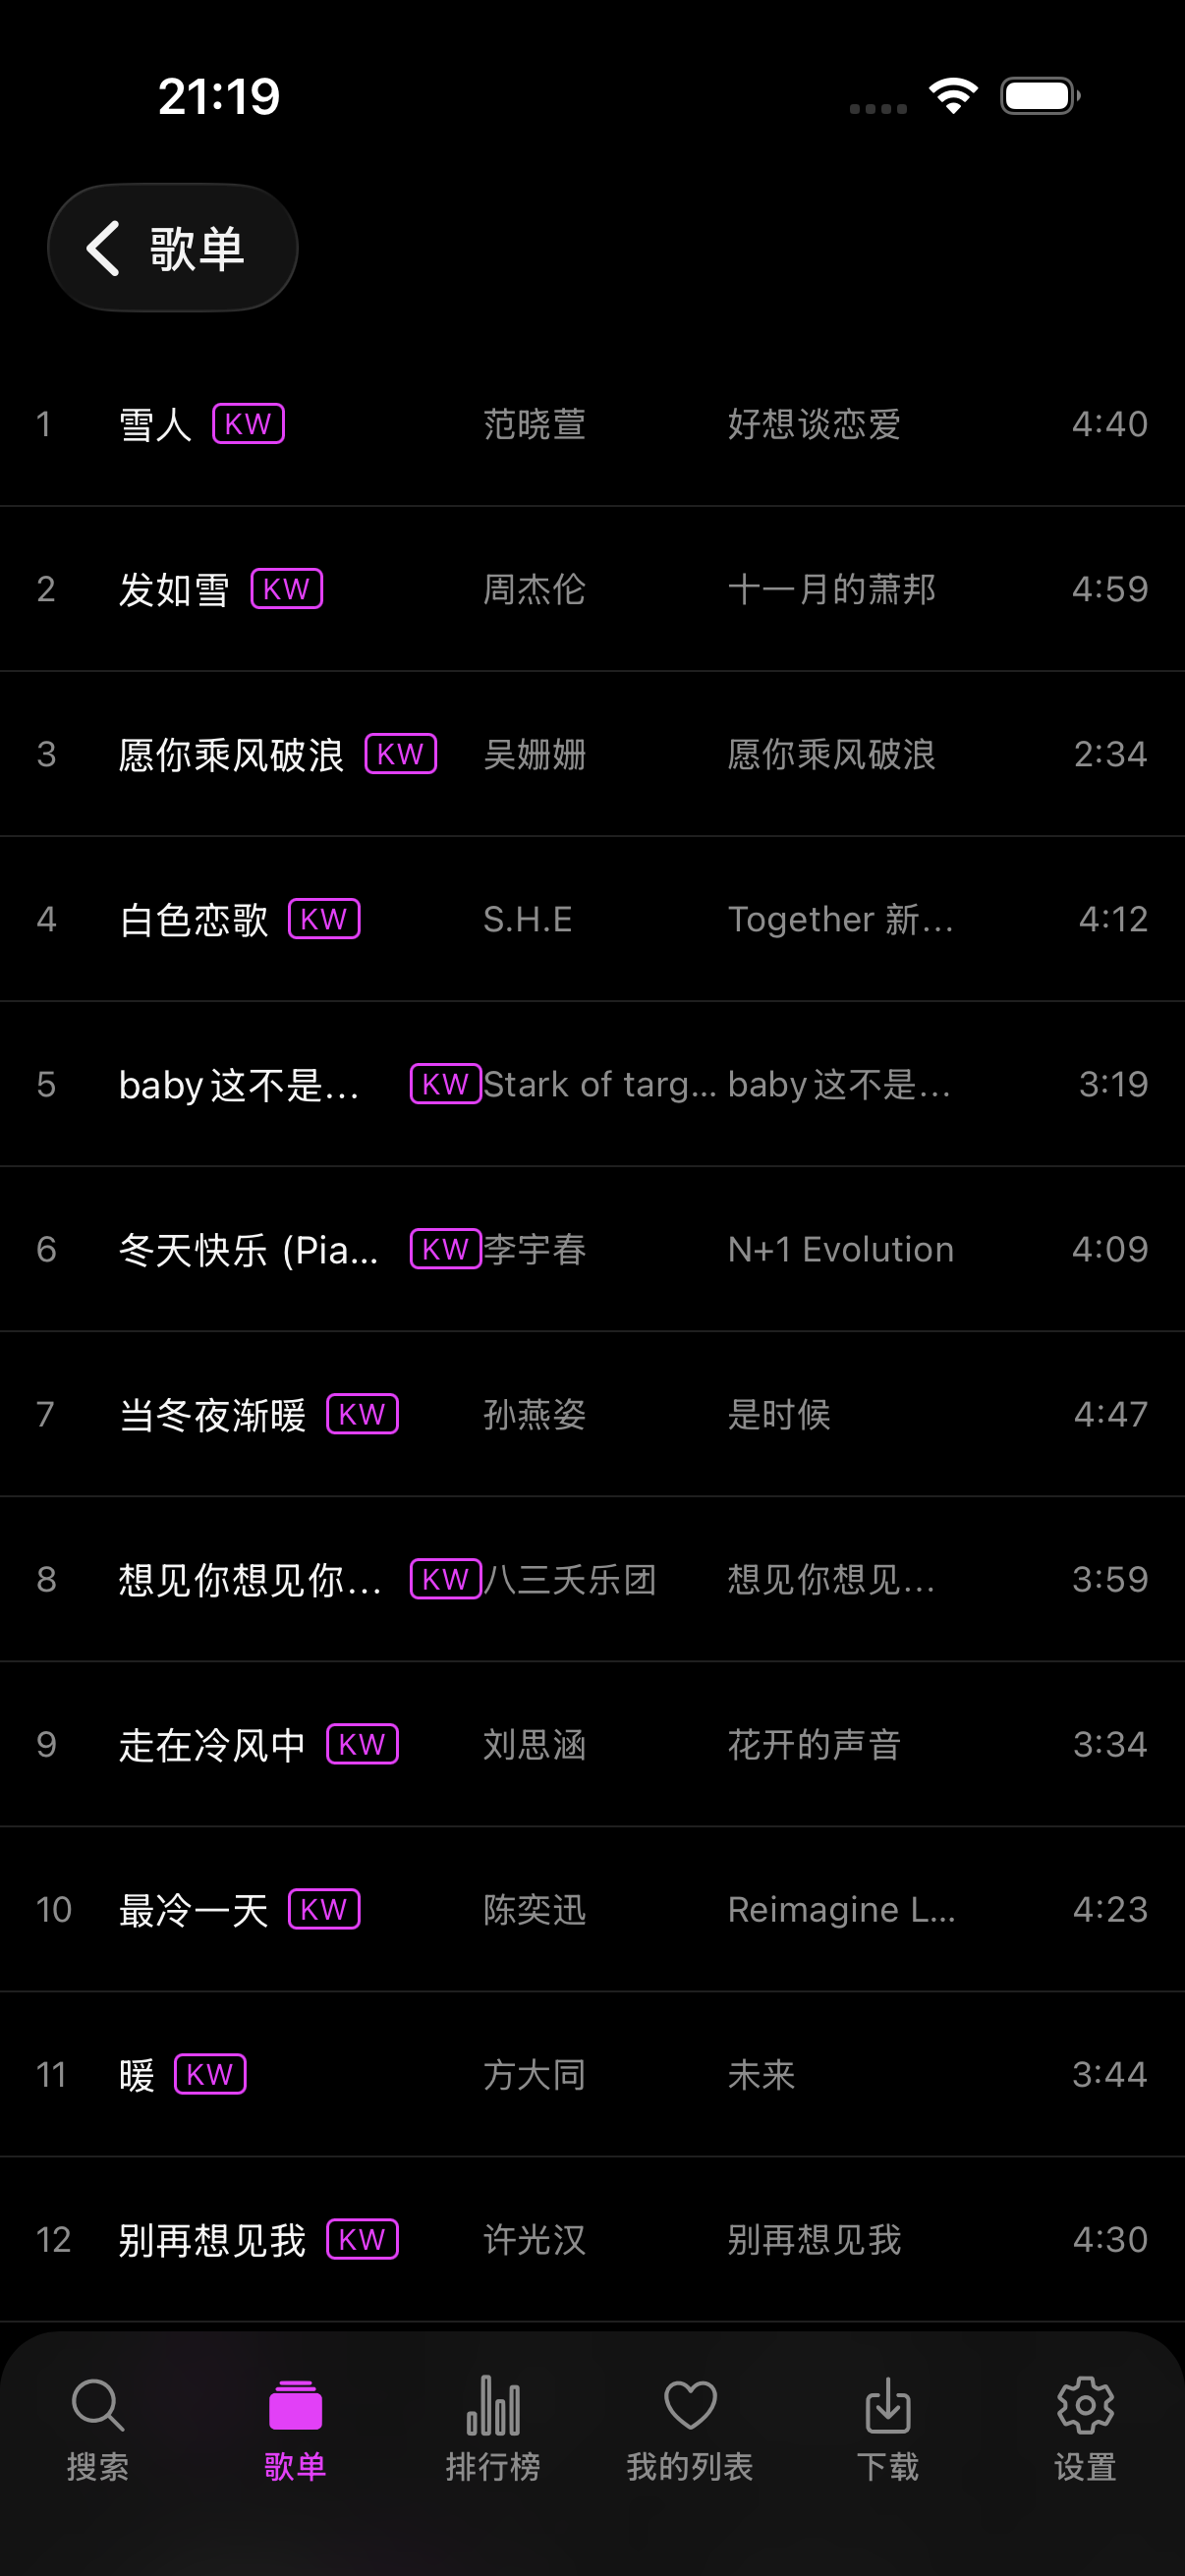 21:19
歌单
1 雪人 KW 范晓萱 好想谈恋爱 4:40
2 发如雪 KW 周杰伦 十一月的萧邦 4:59
3 愿你乘风破浪 KW 吴姗姗 愿你乘风破浪 2:34
4 白色恋歌 KW S.H.E Together 新... 4:12
5 baby这不是... KW Stark of targ... baby这不是... 3:19
6 冬天快乐 (Pia... KW 李宇春 N+1 Evolution 4:09
7 当冬夜渐暖 KW 孙燕姿 是时候 4:47
8 想见你想见你... KW 八三夭乐团 想见你想见... 3:59
9 走在冷风中 KW 刘思涵 花开的声音 3:34
10 最冷一天 KW 陈奕迅 Reimagine L... 4:23
11 暖 KW 方大同 未来 3:44
12 别再想见我 KW 许光汉 别再想见我 4:30
搜索 歌单 排行榜 我的列表 下载 设置